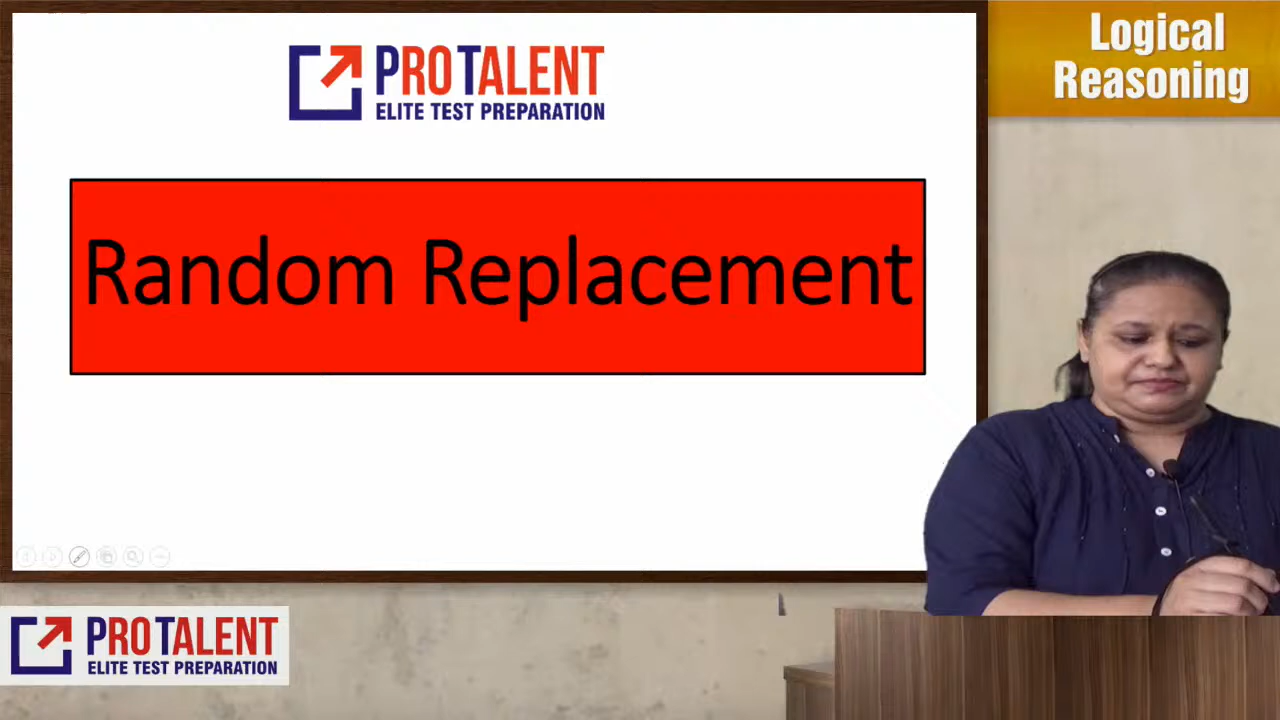 PROTALENT
ELITE TEST PREPARATION
Random Replacement
Logical
Reasoning
PROTALENT
ELITE TEST PREPARATION